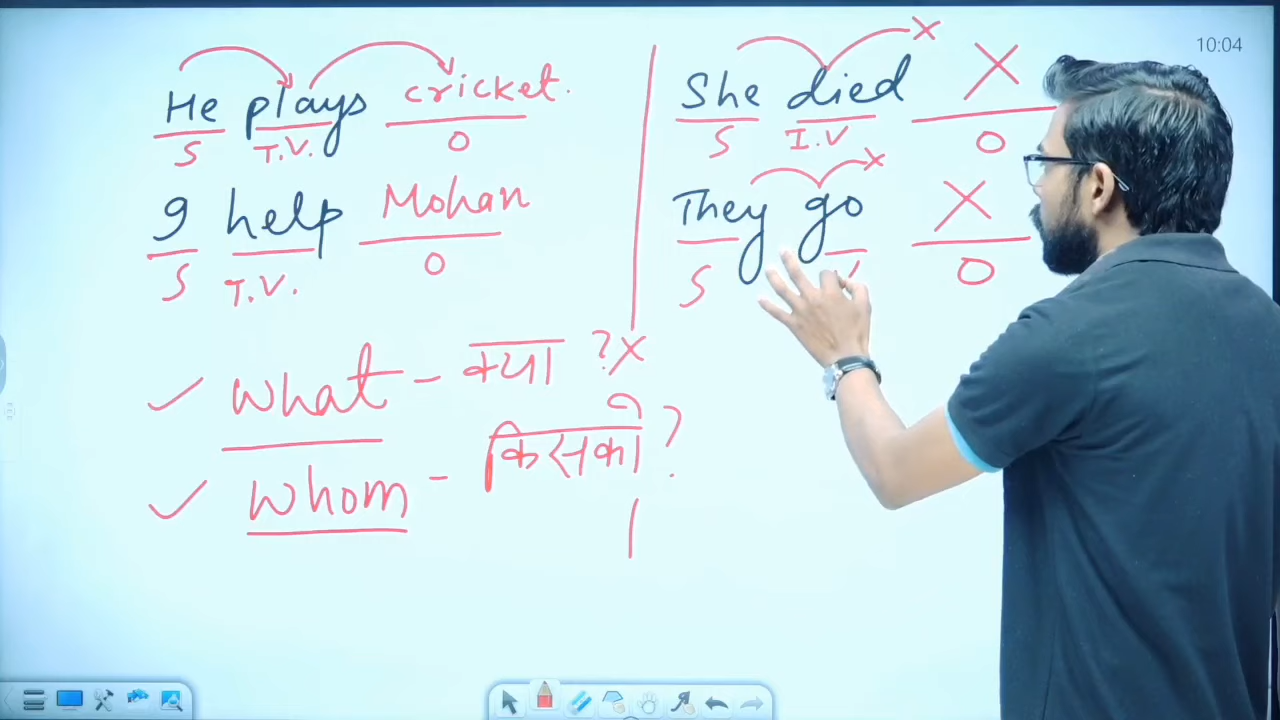 10:04
He plays cricket.
S T.V. O
I help Mohan
S T.V. O
What - क्या ? X
Whom - किसको ?
She died X
S I.V O
They go X
S V O